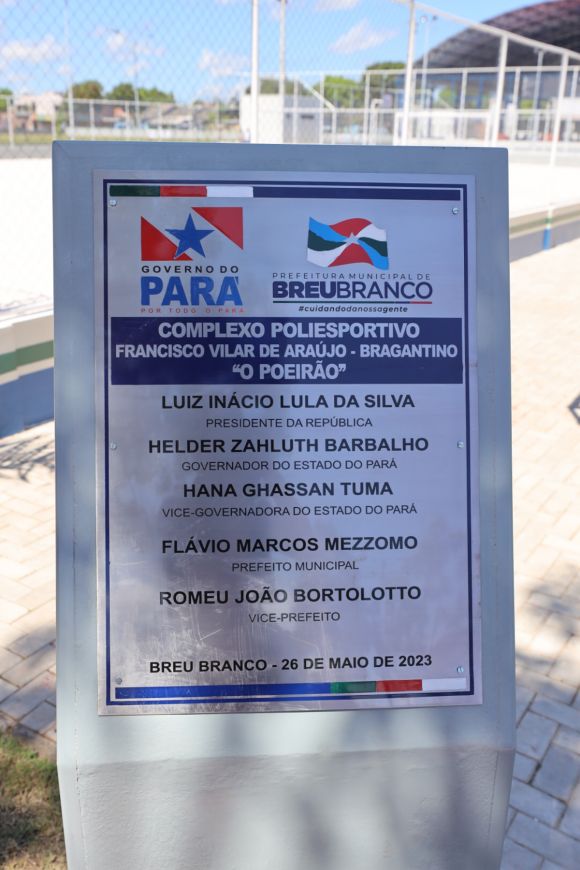 GOVERNO DO
PARÁ
POR TODO O PARÁ
PREFEITURA MUNICIPAL DE
BREUBRANCO
#cuidandodanossagente
COMPLEXO POLIESPORTIVO
FRANCISCO VILAR DE ARAÚJO - BRAGANTINO
“O POEIRÃO”
LUIZ INÁCIO LULA DA SILVA
PRESIDENTE DA REPÚBLICA
HELDER ZAHLUTH BARBALHO
GOVERNADOR DO ESTADO DO PARÁ
HANA GHASSAN TUMA
VICE-GOVERNADORA DO ESTADO DO PARÁ
FLÁVIO MARCOS MEZZOMO
PREFEITO MUNICIPAL
ROMEU JOÃO BORTOLOTTO
VICE-PREFEITO
BREU BRANCO - 26 DE MAIO DE 2023